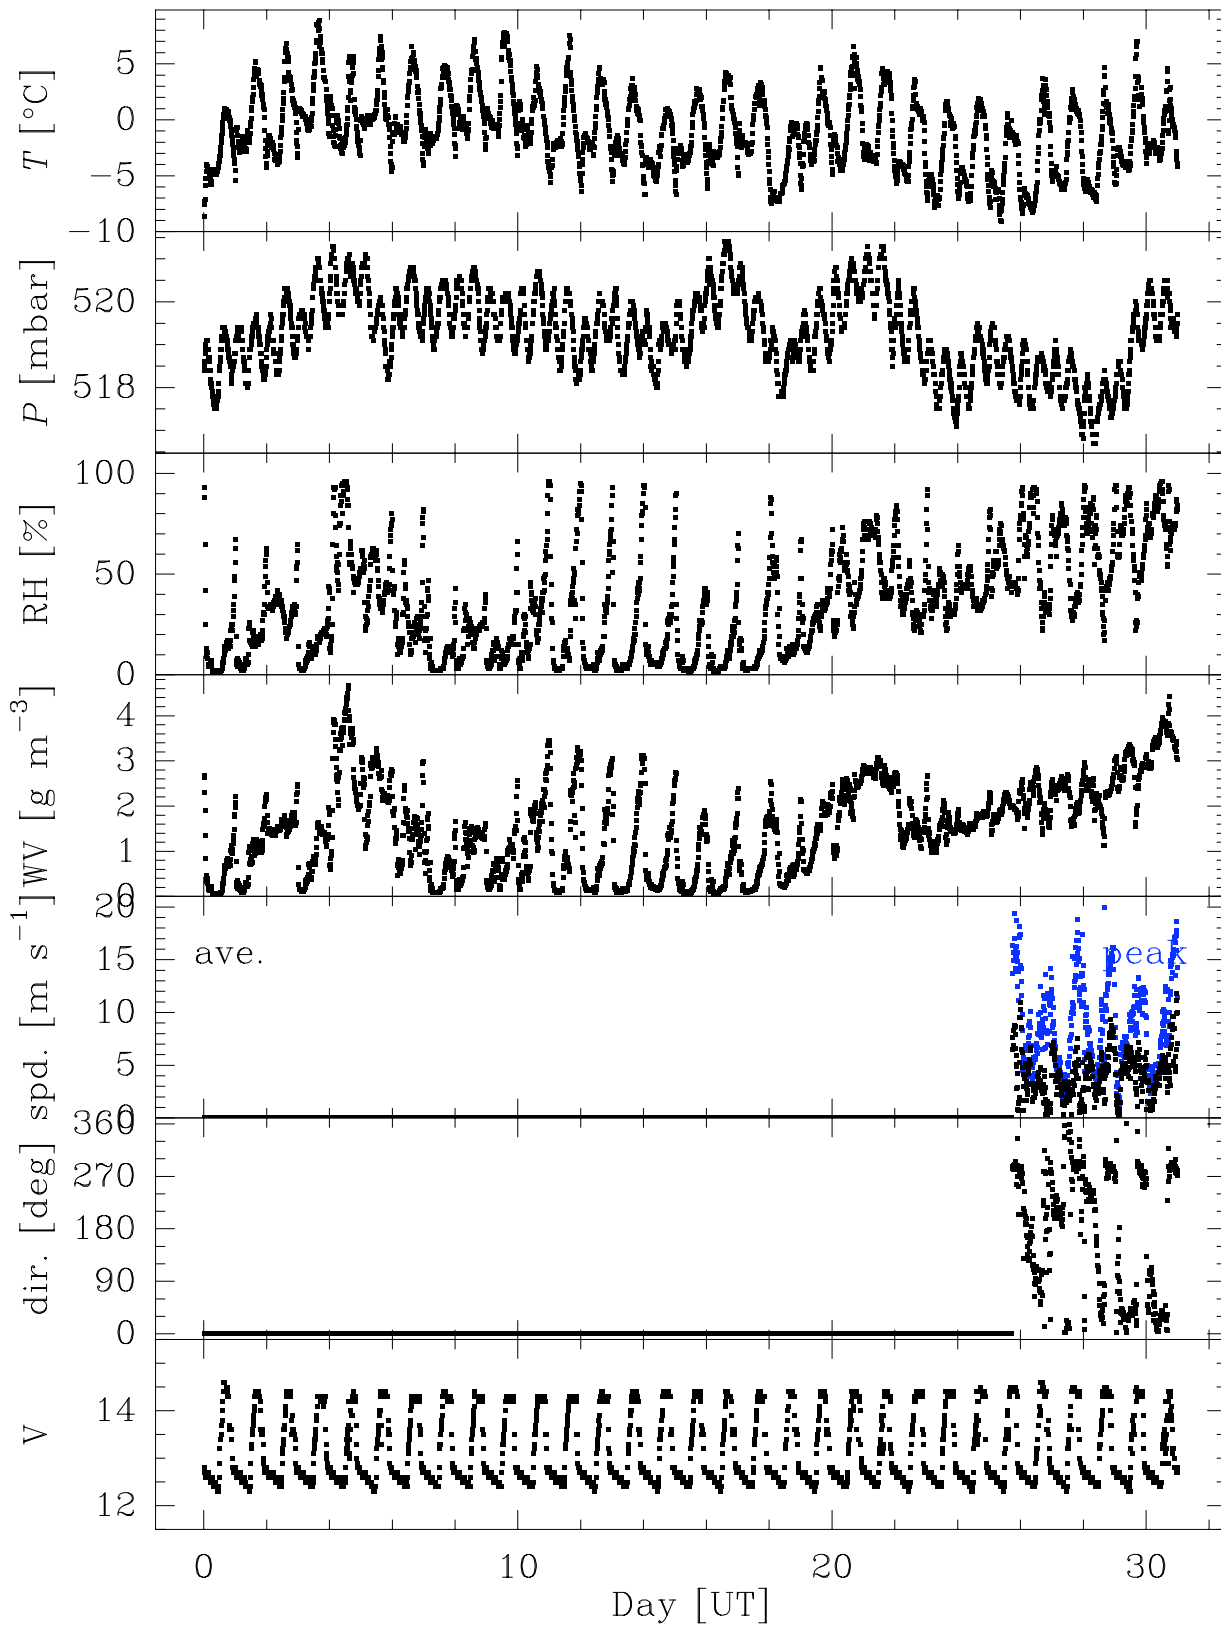 T [°C]
5
0
−5
−10
P [mbar]
520
518
RH [%]
100
50
0
WV [g m⁻³]
4
3
2
1
0
spd. [m s⁻¹]
20
15
10
5
0
ave.
peak
dir. [deg]
360
270
180
90
0
V
14
12
0 10 20 30
Day [UT]